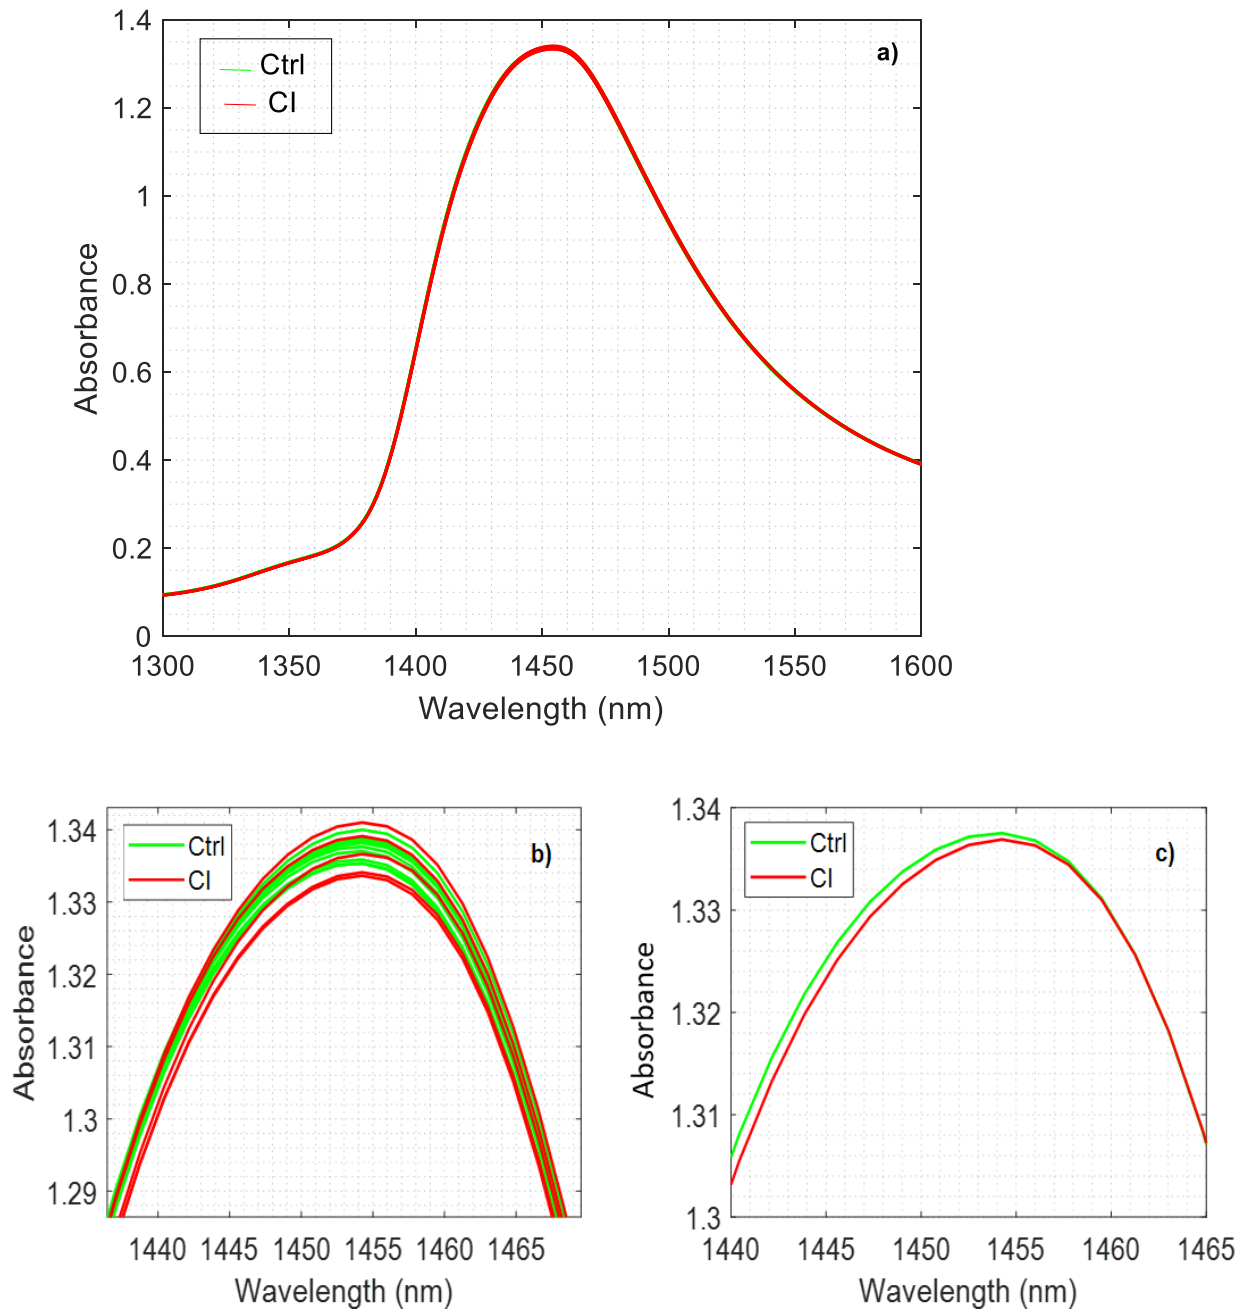 1.4
a)
Ctrl
CI
1.2
1
0.8
0.6
0.4
0.2
0
Absorbance
1300 1350 1400 1450 1500 1550 1600
Wavelength (nm)
1.34
1.33
1.32
1.31
1.3
1.29
Absorbance
Ctrl
CI
b)
1440 1445 1450 1455 1460 1465
Wavelength (nm)
1.34
1.33
1.32
1.31
1.3
Absorbance
Ctrl
CI
c)
1440 1445 1450 1455 1460 1465
Wavelength (nm)